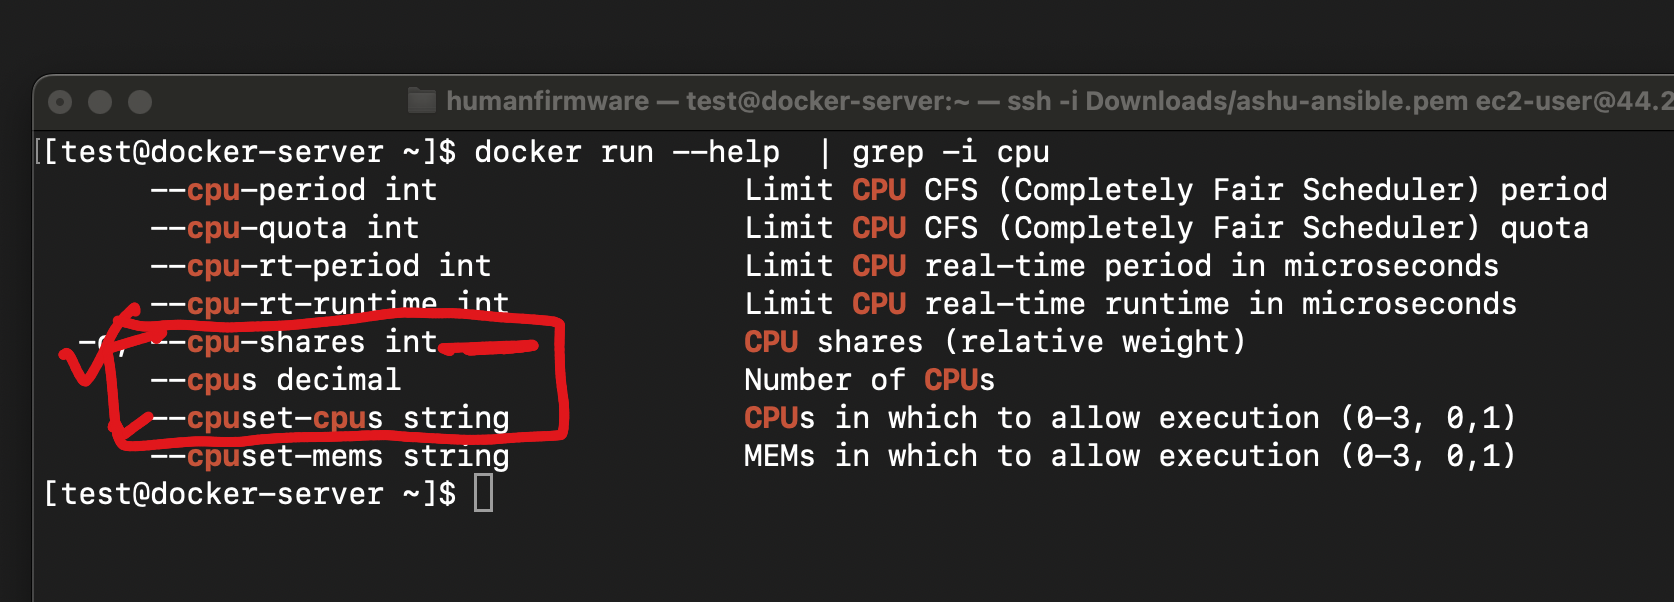 humanfirmware — test@docker-server:~ — ssh -i Downloads/ashu-ansible.pem ec2-user@44.2
[[test@docker-server ~]$ docker run --help  | grep -i cpu
--cpu-period int                 Limit CPU CFS (Completely Fair Scheduler) period
--cpu-quota int                  Limit CPU CFS (Completely Fair Scheduler) quota
--cpu-rt-period int              Limit CPU real-time period in microseconds
--cpu-rt-runtime int             Limit CPU real-time runtime in microseconds
-c, --cpu-shares int                 CPU shares (relative weight)
--cpus decimal                   Number of CPUs
--cpuset-cpus string             CPUs in which to allow execution (0-3, 0,1)
--cpuset-mems string             MEMs in which to allow execution (0-3, 0,1)
[test@docker-server ~]$